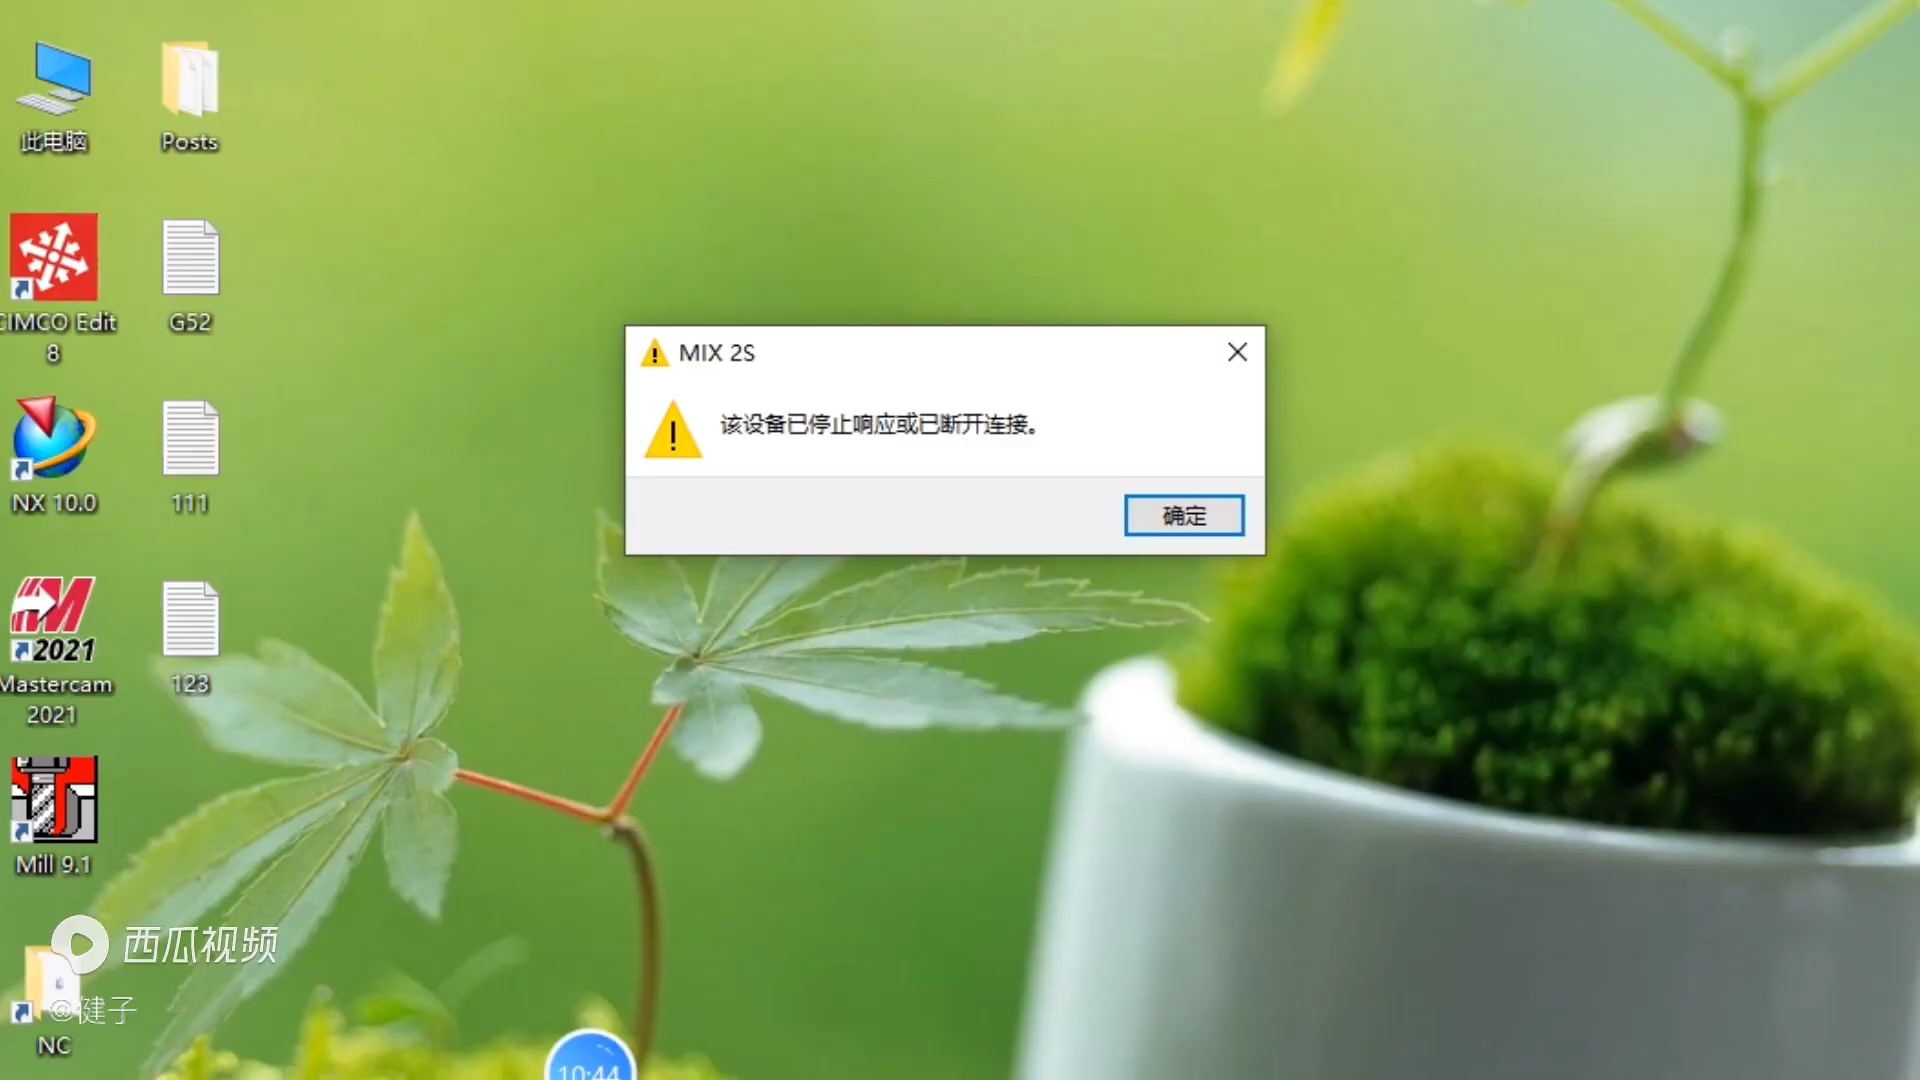 此电脑
Posts
CIMCO Edit
8
G52
NX 10.0
111
2021
Mastercam
2021
123
Mill 9.1
NC
MIX 2S
该设备已停止响应或已断开连接。
确定
西瓜视频
@健子
10:44